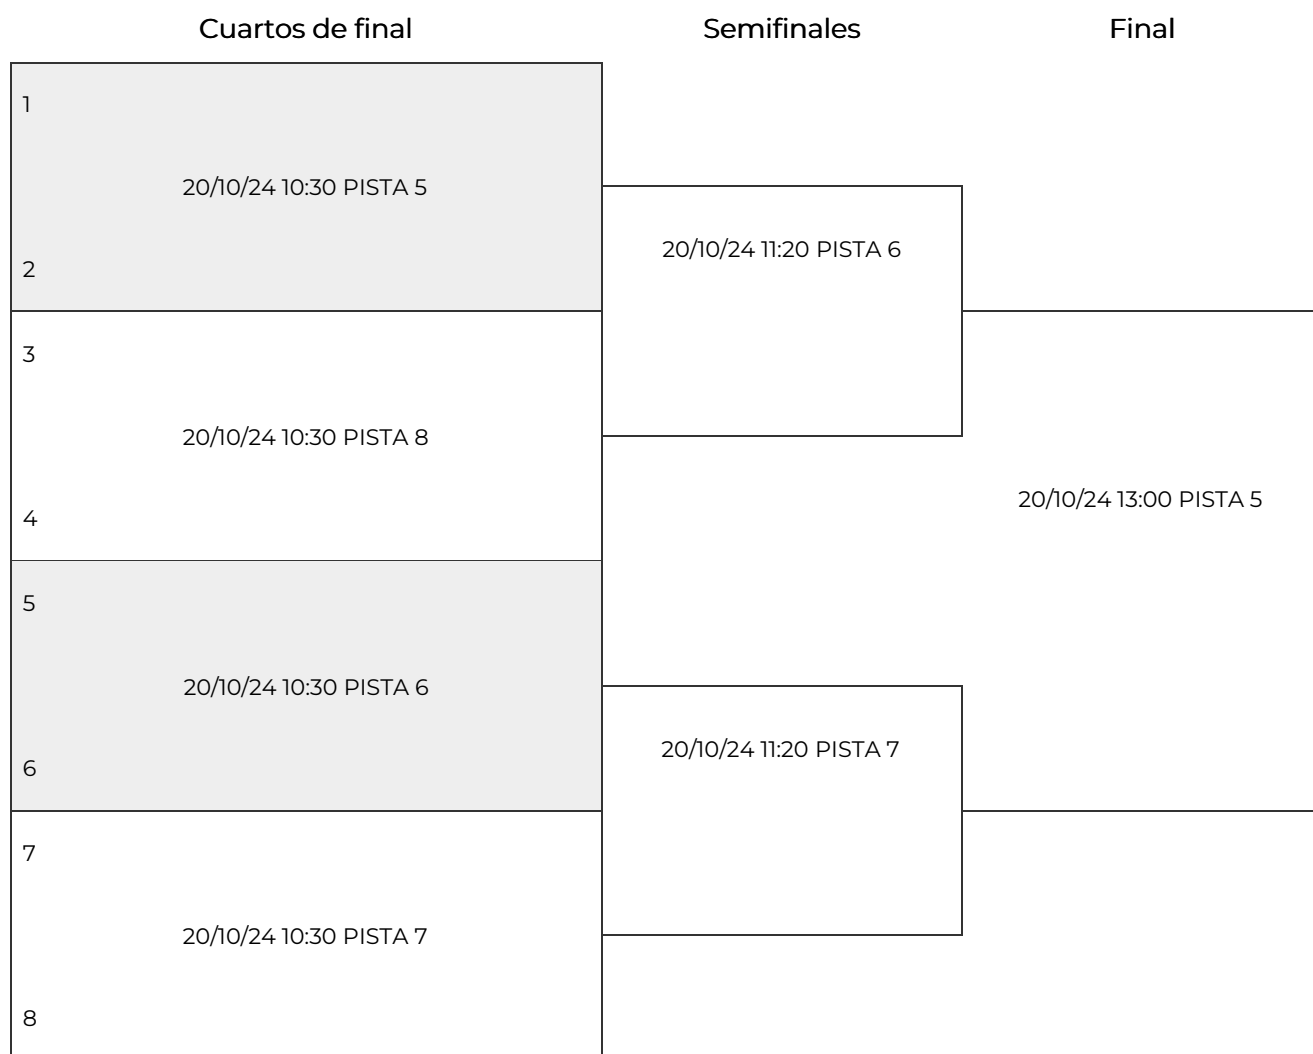 Cuartos de final
Semifinales
Final
1
20/10/24 10:30 PISTA 5
2
20/10/24 11:20 PISTA 6
3
20/10/24 10:30 PISTA 8
4
20/10/24 13:00 PISTA 5
5
20/10/24 10:30 PISTA 6
6
20/10/24 11:20 PISTA 7
7
20/10/24 10:30 PISTA 7
8